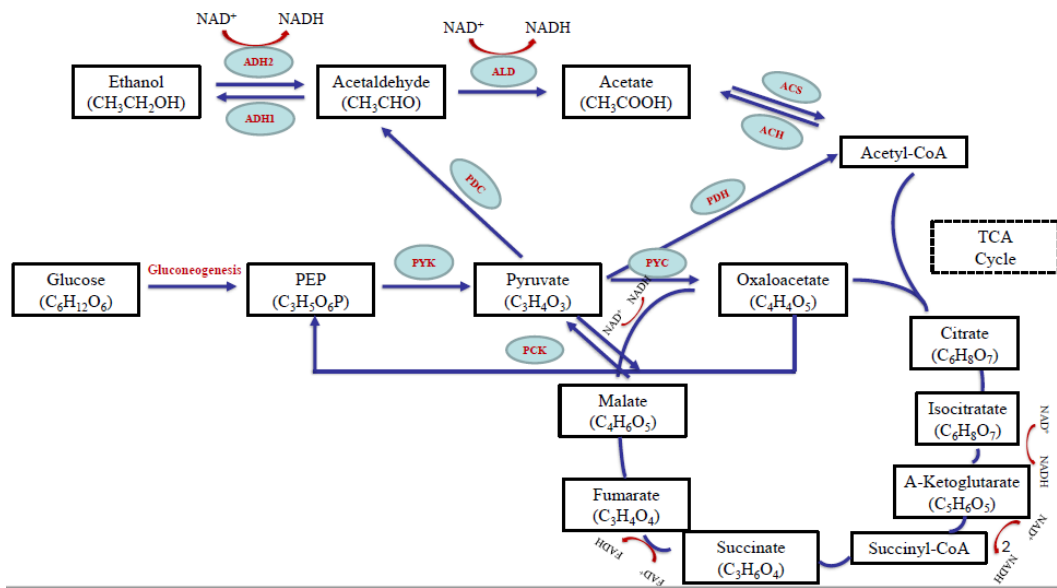 NAD⁺ NADH
NAD⁺ NADH
ADH2
ALD
Ethanol
(CH₃CH₂OH)
Acetaldehyde
(CH₃CHO)
Acetate
(CH₃COOH)
ADH1
ACS
ACH
Acetyl-CoA
PDC
PDH
TCA
Cycle
Glucose
(C₆H₁₂O₆)
Gluconeogenesis
PEP
(C₃H₅O₆P)
PYK
Pyruvate
(C₃H₄O₃)
PYC
Oxaloacetate
(C₄H₄O₅)
NAD⁺ NADH
PCK
Citrate
(C₆H₈O₇)
Malate
(C₄H₆O₅)
Isocitratate
(C₆H₈O₇)
NAD⁺
NADH
A-Ketoglutarate
(C₅H₆O₅)
Fumarate
(C₃H₄O₄)
FADH
FAD⁺
Succinate
(C₃H₆O₄)
Succinyl-CoA
2
NAD⁺
NADH